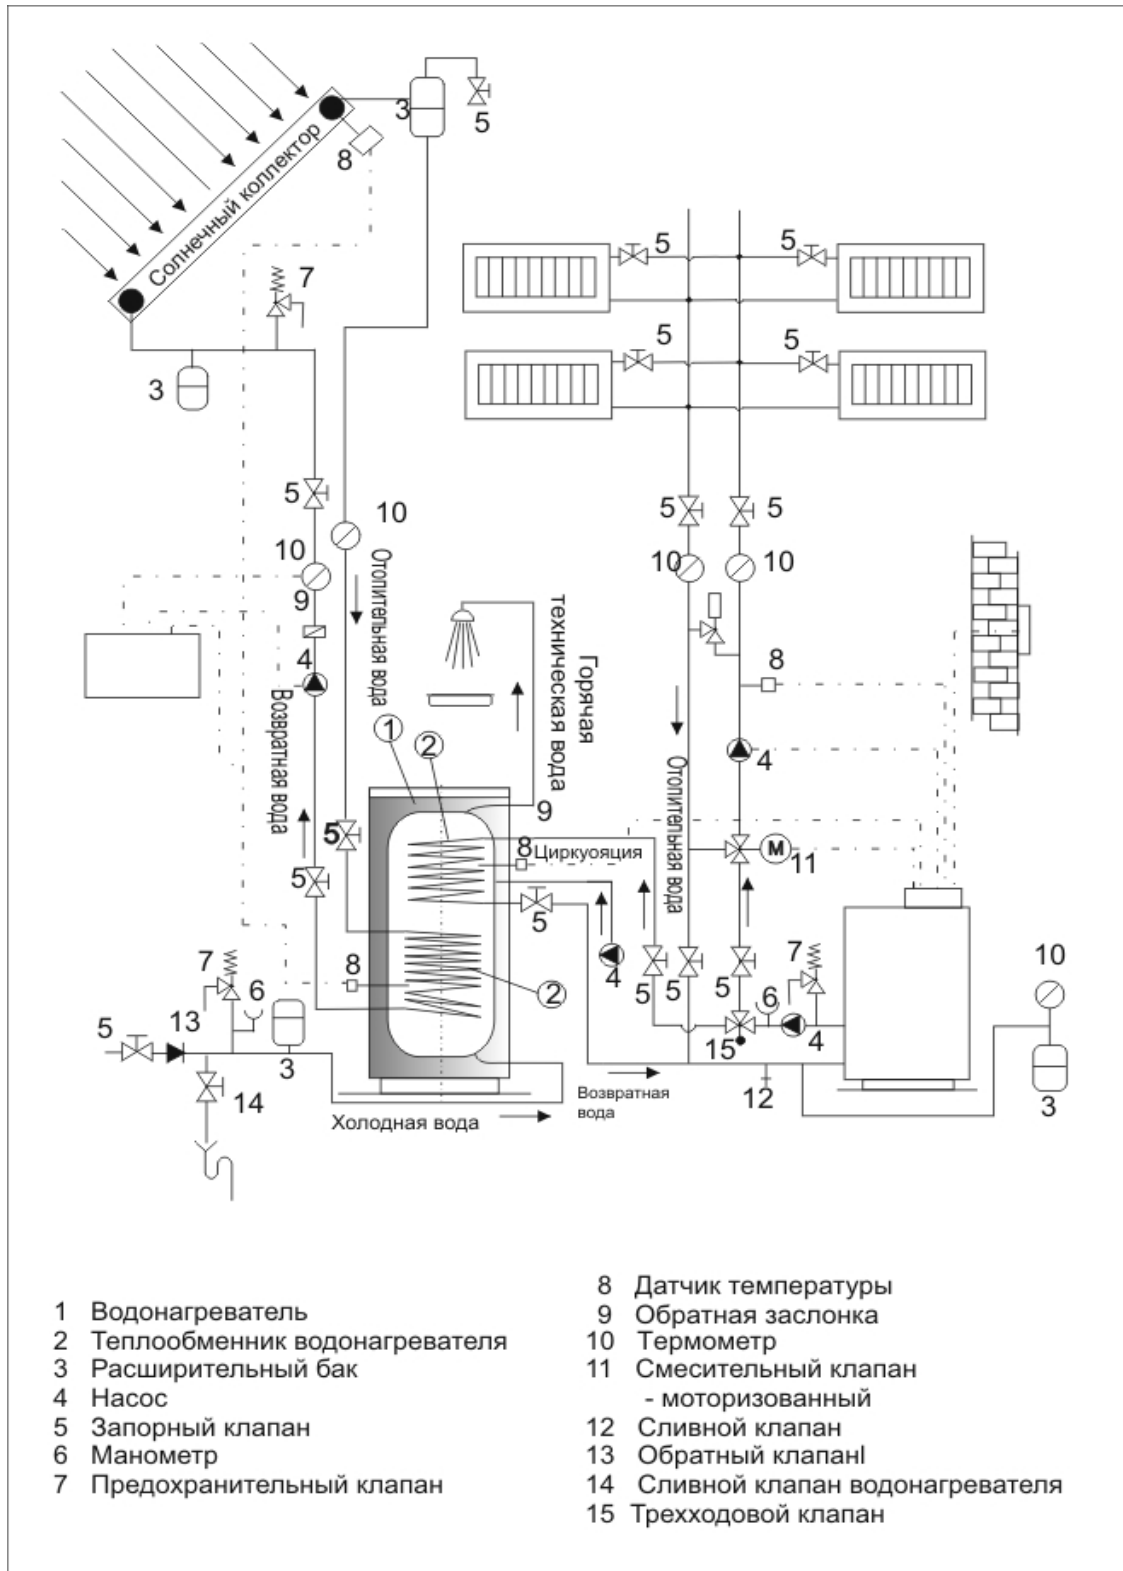 3
5
8
Солнечный коллектор
7
3
5
5
5
5
5
10
5
5
10
9
10
10
Отопительная вода
техническая вода
Горячая
4
Возвратная вода
8
1
2
4
Отопительная вода
5
9
8
Циркуояция
M
11
5
5
7
6
8
2
4
5
5
5
7
6
10
5
13
3
15
4
14
12
3
Возвратная
вода
Холодная вода
1 Водонагреватель
2 Теплообменник водонагревателя
3 Расширительный бак
4 Насос
5 Запорный клапан
6 Манометр
7 Предохранительный клапан
8 Датчик температуры
9 Обратная заслонка
10 Термометр
11 Смесительный клапан
- моторизованный
12 Сливной клапан
13 Обратный клапанl
14 Сливной клапан водонагревателя
15 Трехходовой клапан